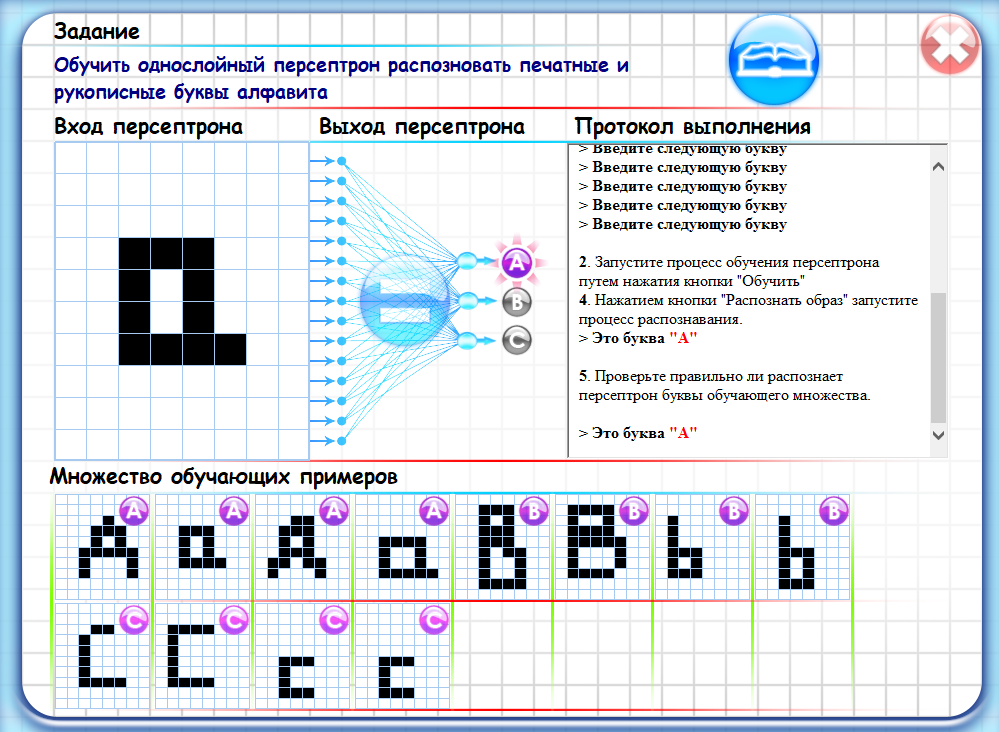 Задание
Обучить однослойный персептрон распозновать печатные и
рукописные буквы алфавита
Вход персептрона
Выход персептрона
Протокол выполнения
> Введите следующую букву
> Введите следующую букву
> Введите следующую букву
> Введите следующую букву
> Введите следующую букву
2. Запустите процесс обучения персептрона
путем нажатия кнопки "Обучить"
4. Нажатием кнопки "Распознать образ" запустите
процесс распознавания.
> Это буква "А"
5. Проверьте правильно ли распознает
персептрон буквы обучающего множества.
> Это буква "А"
A
B
C
Множество обучающих примеров
A A A A B B B B
C C C C